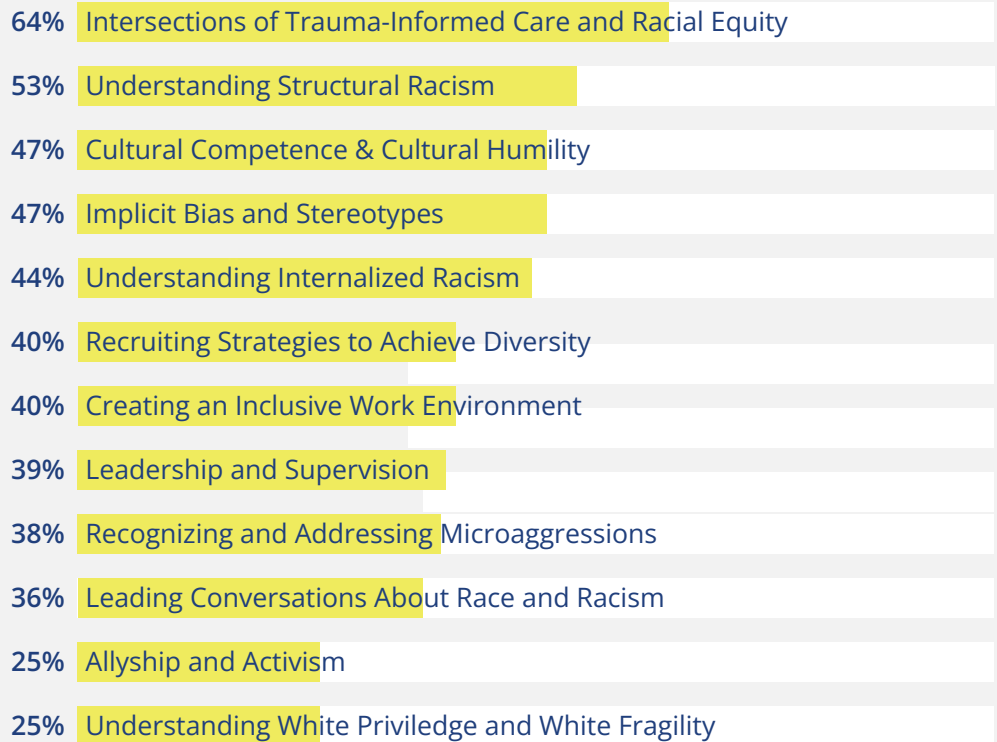 64% Intersections of Trauma-Informed Care and Racial Equity
53% Understanding Structural Racism
47% Cultural Competence & Cultural Humility
47% Implicit Bias and Stereotypes
44% Understanding Internalized Racism
40% Recruiting Strategies to Achieve Diversity
40% Creating an Inclusive Work Environment
39% Leadership and Supervision
38% Recognizing and Addressing Microaggressions
36% Leading Conversations About Race and Racism
25% Allyship and Activism
25% Understanding White Priviledge and White Fragility